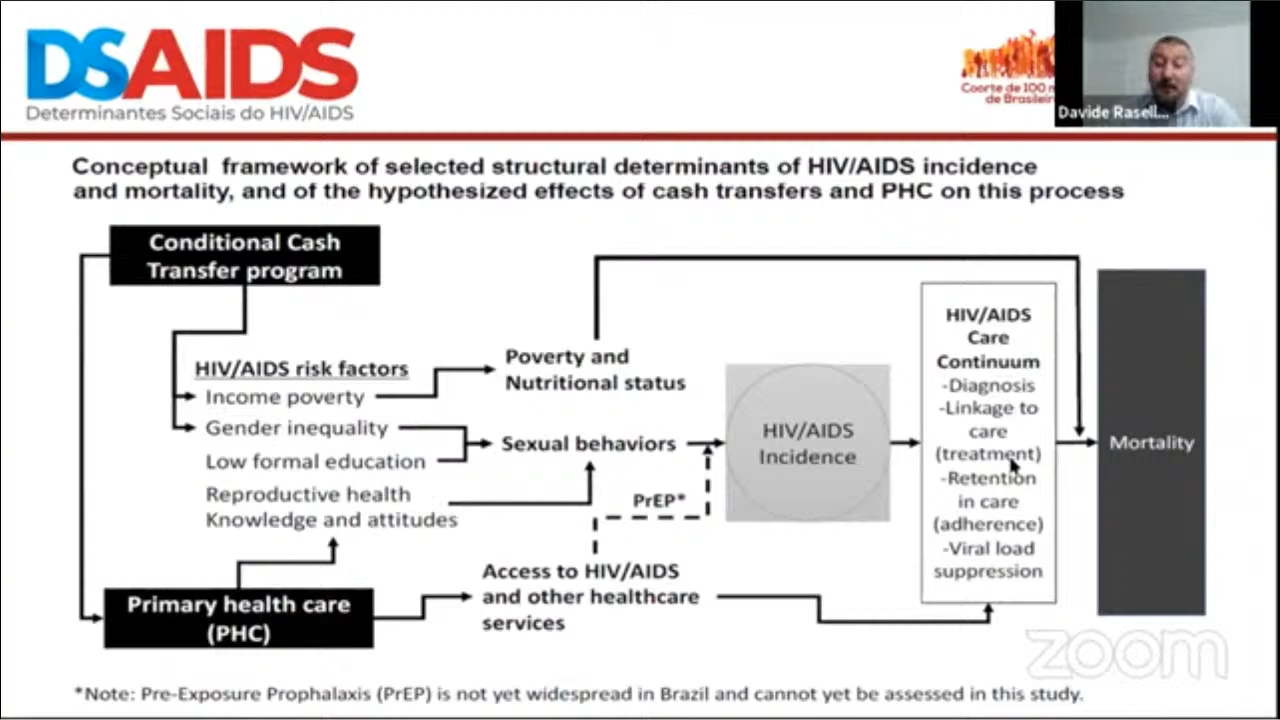 DSAIDS
Determinantes Sociais do HIV/AIDS
Coorte de 100 m
de Brasileir
Davide Rasell...
Conceptual framework of selected structural determinants of HIV/AIDS incidence
and mortality, and of the hypothesized effects of cash transfers and PHC on this process
Conditional Cash
Transfer program
HIV/AIDS risk factors
Income poverty
Gender inequality
Low formal education
Reproductive health
Knowledge and attitudes
Primary health care
(PHC)
Poverty and
Nutritional status
Sexual behaviors
PrEP*
Access to HIV/AIDS
and other healthcare
services
HIV/AIDS
Incidence
HIV/AIDS
Care
Continuum
-Diagnosis
-Linkage to
care
(treatment)
-Retention
in care
(adherence)
-Viral load
suppression
Mortality
zoom
*Note: Pre-Exposure Prophalaxis (PrEP) is not yet widespread in Brazil and cannot yet be assessed in this study.